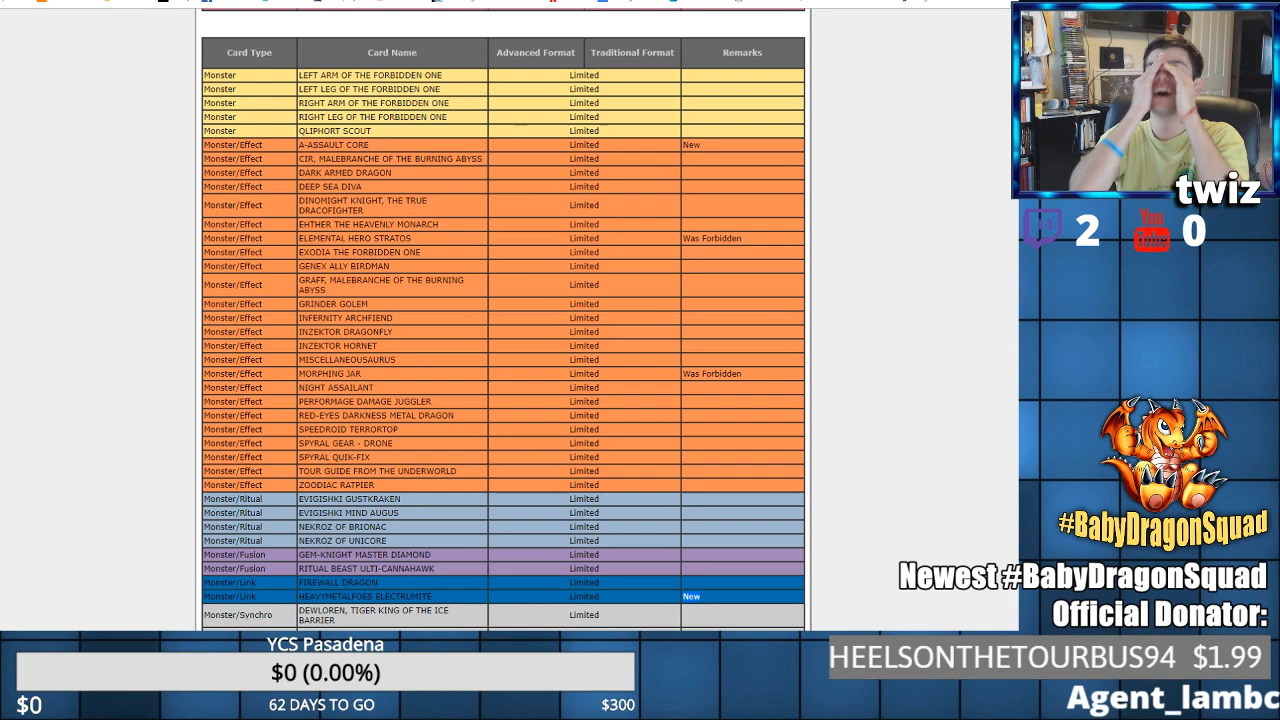 Card Type Card Name Advanced Format Traditional Format Remarks
Monster LEFT ARM OF THE FORBIDDEN ONE Limited
Monster LEFT LEG OF THE FORBIDDEN ONE Limited
Monster RIGHT ARM OF THE FORBIDDEN ONE Limited
Monster RIGHT LEG OF THE FORBIDDEN ONE Limited
Monster QLIPHORT SCOUT Limited
Monster/Effect A-ASSAULT CORE Limited New
Monster/Effect CIR, MALEBRANCHE OF THE BURNING ABYSS Limited
Monster/Effect DARK ARMED DRAGON Limited
Monster/Effect DEEP SEA DIVA Limited
Monster/Effect DINOMIGHT KNIGHT, THE TRUE
DRACOFIGHTER Limited
Monster/Effect EHTHER THE HEAVENLY MONARCH Limited
Monster/Effect ELEMENTAL HERO STRATOS Limited Was Forbidden
Monster/Effect EXODIA THE FORBIDDEN ONE Limited
Monster/Effect GENEX ALLY BIRDMAN Limited
Monster/Effect GRAFF, MALEBRANCHE OF THE BURNING
ABYSS Limited
Monster/Effect GRINDER GOLEM Limited
Monster/Effect INFERNITY ARCHFIEND Limited
Monster/Effect INZEKTOR DRAGONFLY Limited
Monster/Effect INZEKTOR HORNET Limited
Monster/Effect MISCELLANEOUSAURUS Limited
Monster/Effect MORPHING JAR Limited Was Forbidden
Monster/Effect NIGHT ASSAILANT Limited
Monster/Effect PERFORMAGE DAMAGE JUGGLER Limited
Monster/Effect RED-EYES DARKNESS METAL DRAGON Limited
Monster/Effect SPEEDROID TERRORTOP Limited
Monster/Effect SPYRAL GEAR - DRONE Limited
Monster/Effect SPYRAL QUIK-FIX Limited
Monster/Effect TOUR GUIDE FROM THE UNDERWORLD Limited
Monster/Effect ZOODIAC RATPIER Limited
Monster/Ritual EVIGISHKI GUSTKRAKEN Limited
Monster/Ritual EVIGISHKI MIND AUGUS Limited
Monster/Ritual NEKROZ OF BRIONAC Limited
Monster/Ritual NEKROZ OF UNICORE Limited
Monster/Fusion GEM-KNIGHT MASTER DIAMOND Limited
Monster/Fusion RITUAL BEAST ULTI-CANNAHAWK Limited
Monster/Link FIREWALL DRAGON Limited
Monster/Link HEAVYMETALFOES ELECTRUMITE Limited New
Monster/Synchro DEWLOREN, TIGER KING OF THE ICE
BARRIER Limited
twiz
2 You Tube 0
#BabyDragonSquad
Newest #BabyDragonSquad
Official Donator:
HEELSONTHETOURBUS94 $1.99
Agent_lambc
YCS Pasadena
$0 (0.00%)
$0 62 DAYS TO GO $300